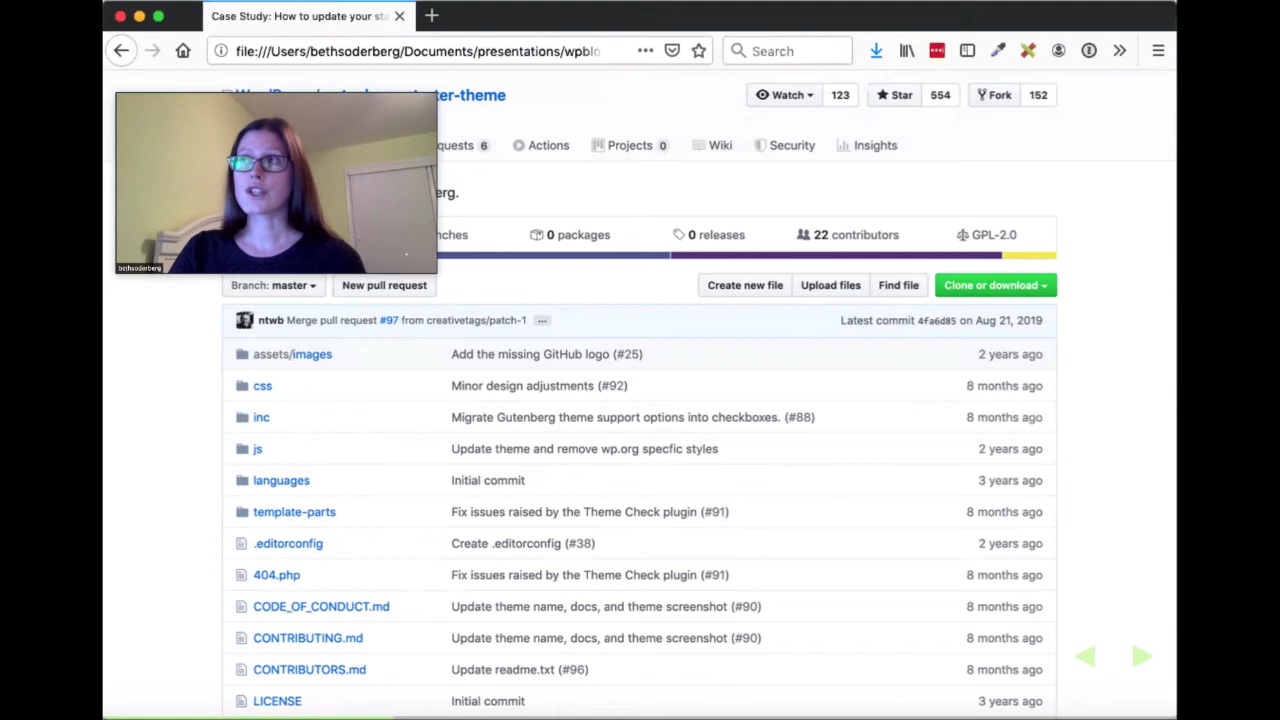 Case Study: How to update your sta
file:///Users/bethsoderberg/Documents/presentations/wpblo
Search
ter-theme
Watch 123
Star 554
Fork 152
quests 6
Actions
Projects 0
Wiki
Security
Insights
erg.
nches
0 packages
0 releases
22 contributors
GPL-2.0
bethsoderberg
Branch: master
New pull request
Create new file
Upload files
Find file
Clone or download
ntwb Merge pull request #97 from creativetags/patch-1
Latest commit 4fa6d85 on Aug 21, 2019
assets/images Add the missing GitHub logo (#25) 2 years ago
css Minor design adjustments (#92) 8 months ago
inc Migrate Gutenberg theme support options into checkboxes. (#88) 8 months ago
js Update theme and remove wp.org specfic styles 2 years ago
languages Initial commit 3 years ago
template-parts Fix issues raised by the Theme Check plugin (#91) 8 months ago
.editorconfig Create .editorconfig (#38) 2 years ago
404.php Fix issues raised by the Theme Check plugin (#91) 8 months ago
CODE_OF_CONDUCT.md Update theme name, docs, and theme screenshot (#90) 8 months ago
CONTRIBUTING.md Update theme name, docs, and theme screenshot (#90) 8 months ago
CONTRIBUTORS.md Update readme.txt (#96) 8 months ago
LICENSE Initial commit 3 years ago